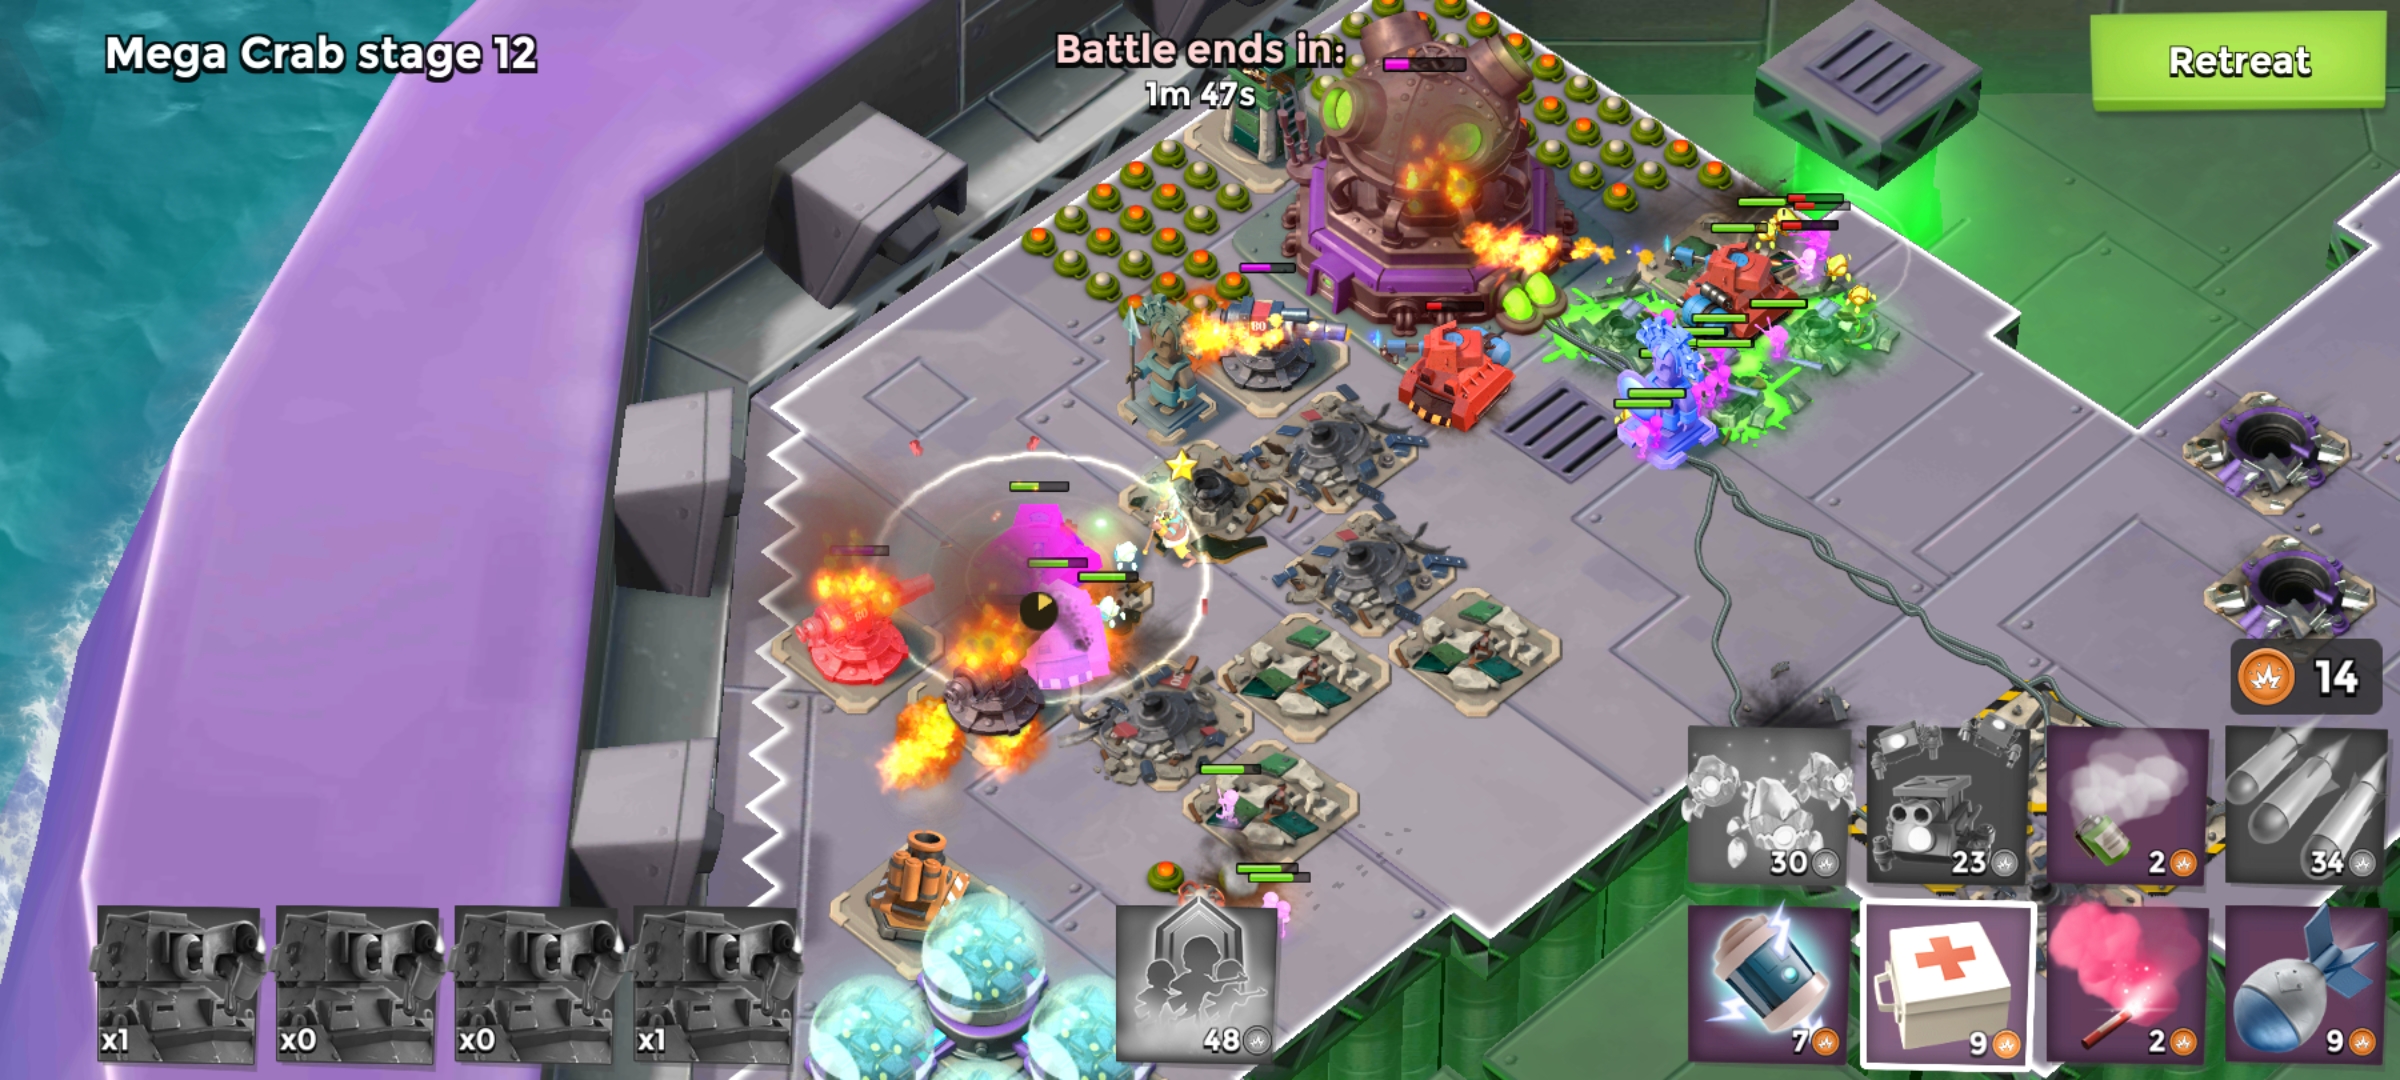 Mega Crab stage 12
Battle ends in:
1m 47s
Retreat
14
30
23
2
34
7
9
2
9
48
x1
x0
x0
x1
80